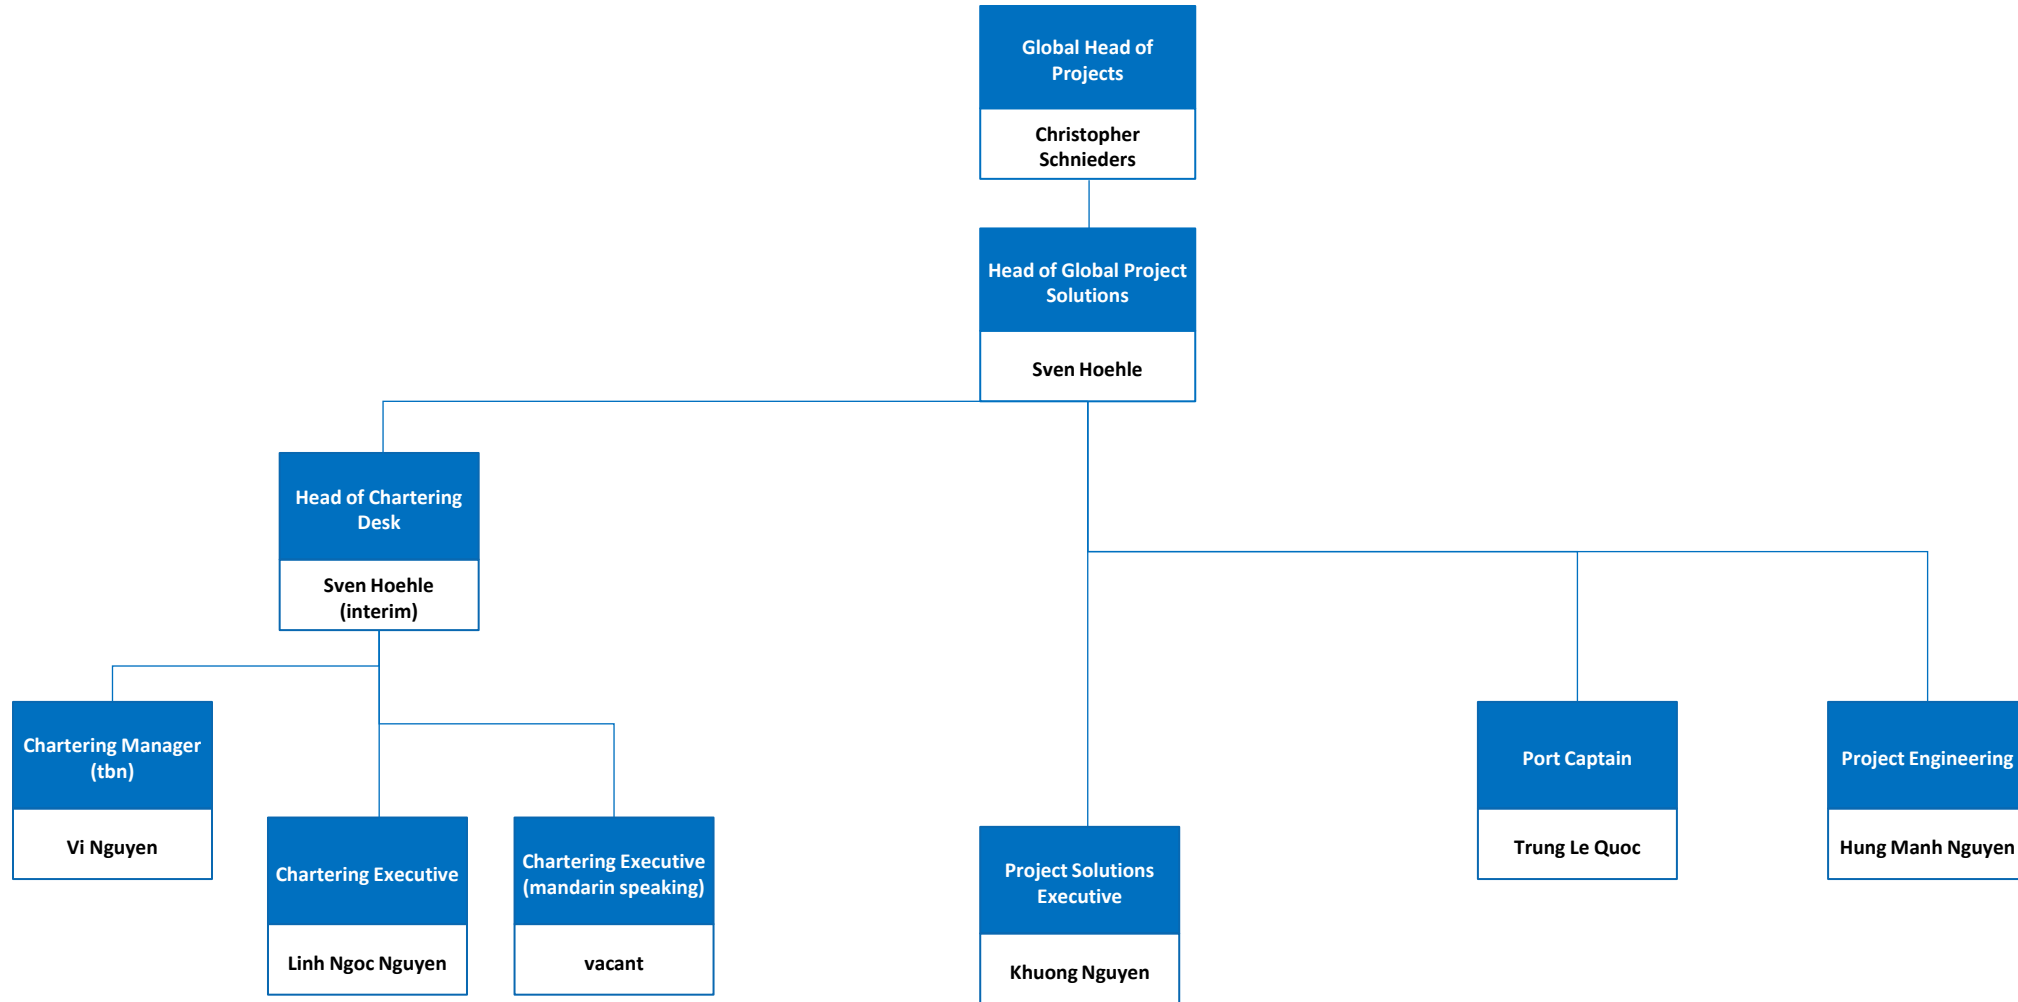 Global Head of
Projects
Christopher
Schnieders
Head of Global Project
Solutions
Sven Hoehle
Head of Chartering
Desk
Sven Hoehle
(interim)
Chartering Manager
(tbn)
Vi Nguyen
Chartering Executive
Linh Ngoc Nguyen
Chartering Executive
(mandarin speaking)
vacant
Project Solutions
Executive
Khuong Nguyen
Port Captain
Trung Le Quoc
Project Engineering
Hung Manh Nguyen